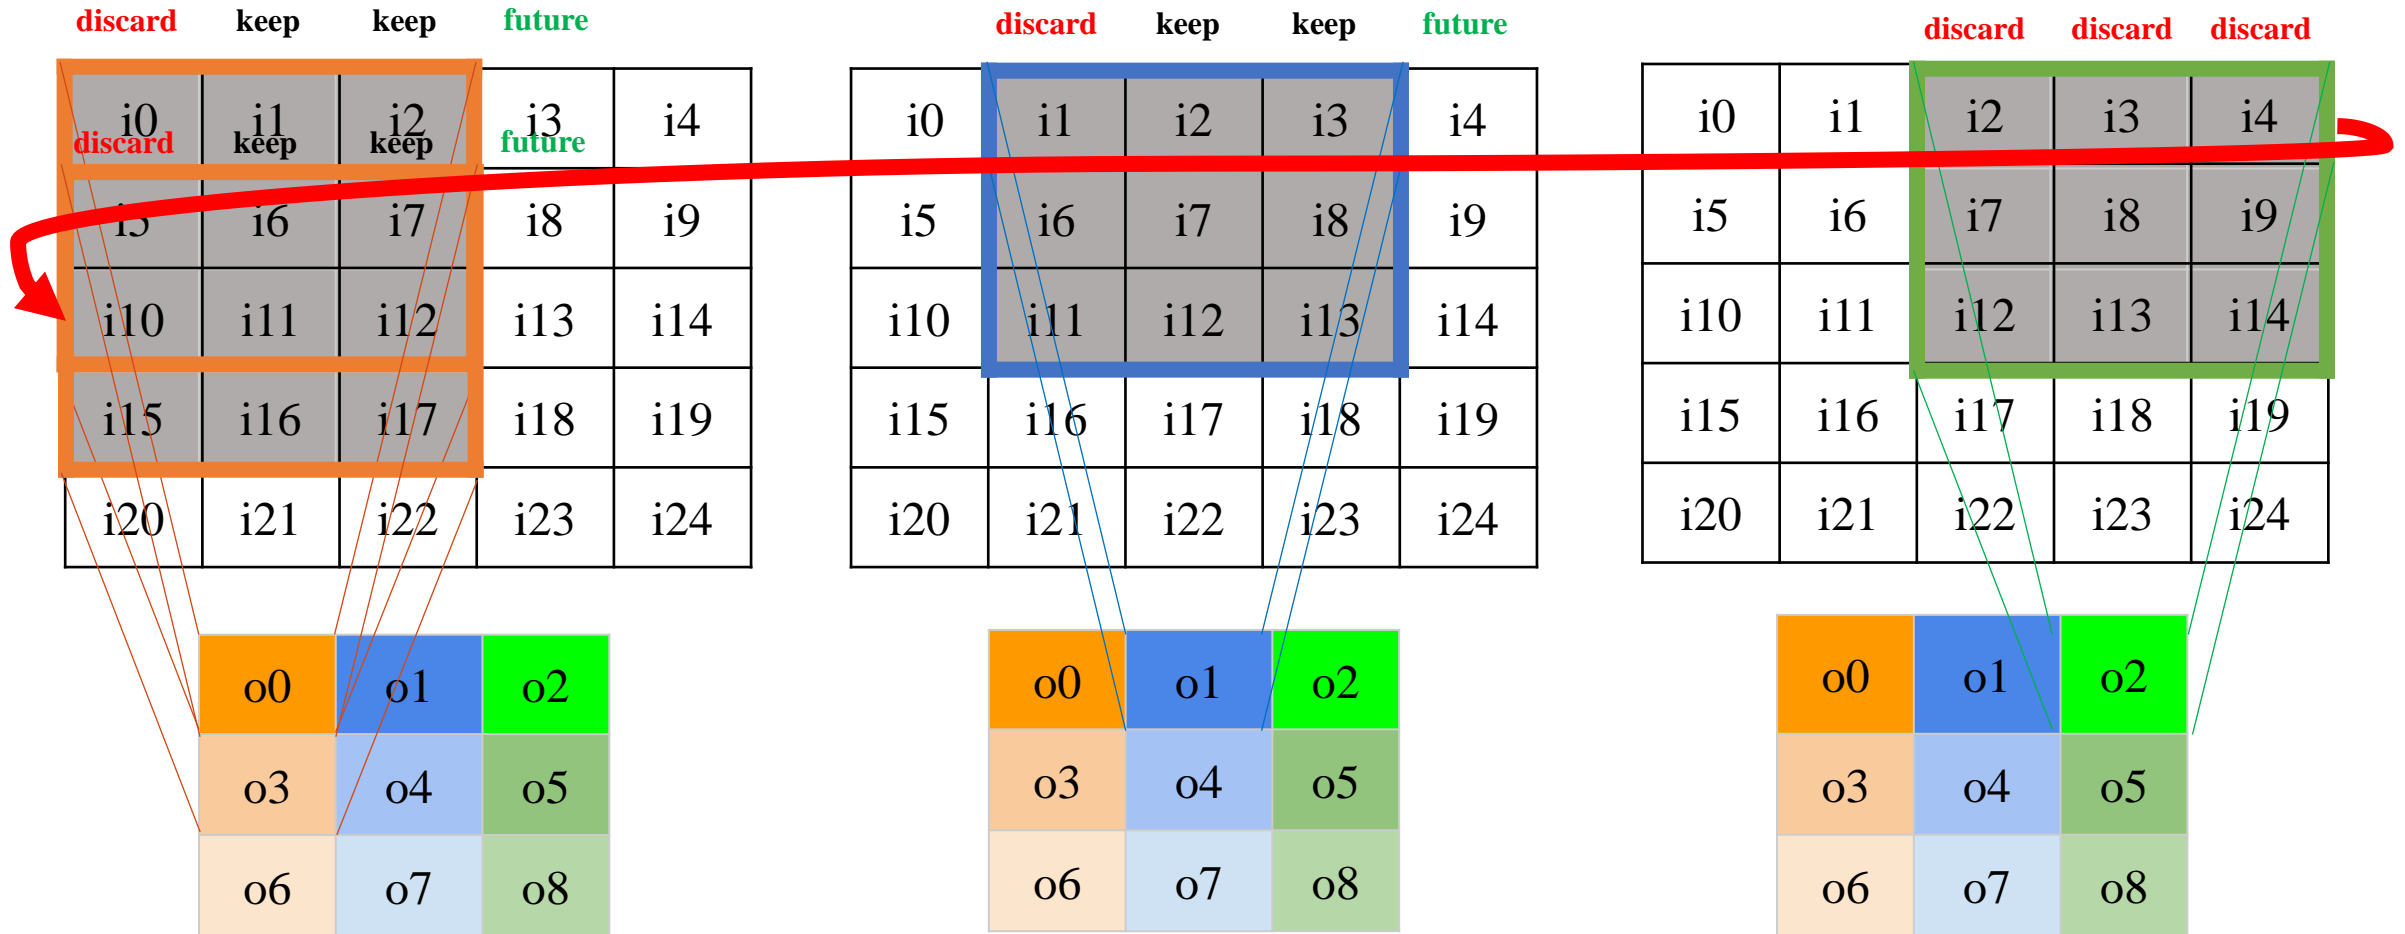 discard keep keep future
i0 i1 i2 i3 i4
discard keep keep future
i5 i6 i7 i8 i9
i10 i11 i12 i13 i14
i15 i16 i17 i18 i19
i20 i21 i22 i23 i24
o0 o1 o2
o3 o4 o5
o6 o7 o8
discard keep keep future
i0 i1 i2 i3 i4
i5 i6 i7 i8 i9
i10 i11 i12 i13 i14
i15 i16 i17 i18 i19
i20 i21 i22 i23 i24
o0 o1 o2
o3 o4 o5
o6 o7 o8
discard discard discard
i0 i1 i2 i3 i4
i5 i6 i7 i8 i9
i10 i11 i12 i13 i14
i15 i16 i17 i18 i19
i20 i21 i22 i23 i24
o0 o1 o2
o3 o4 o5
o6 o7 o8